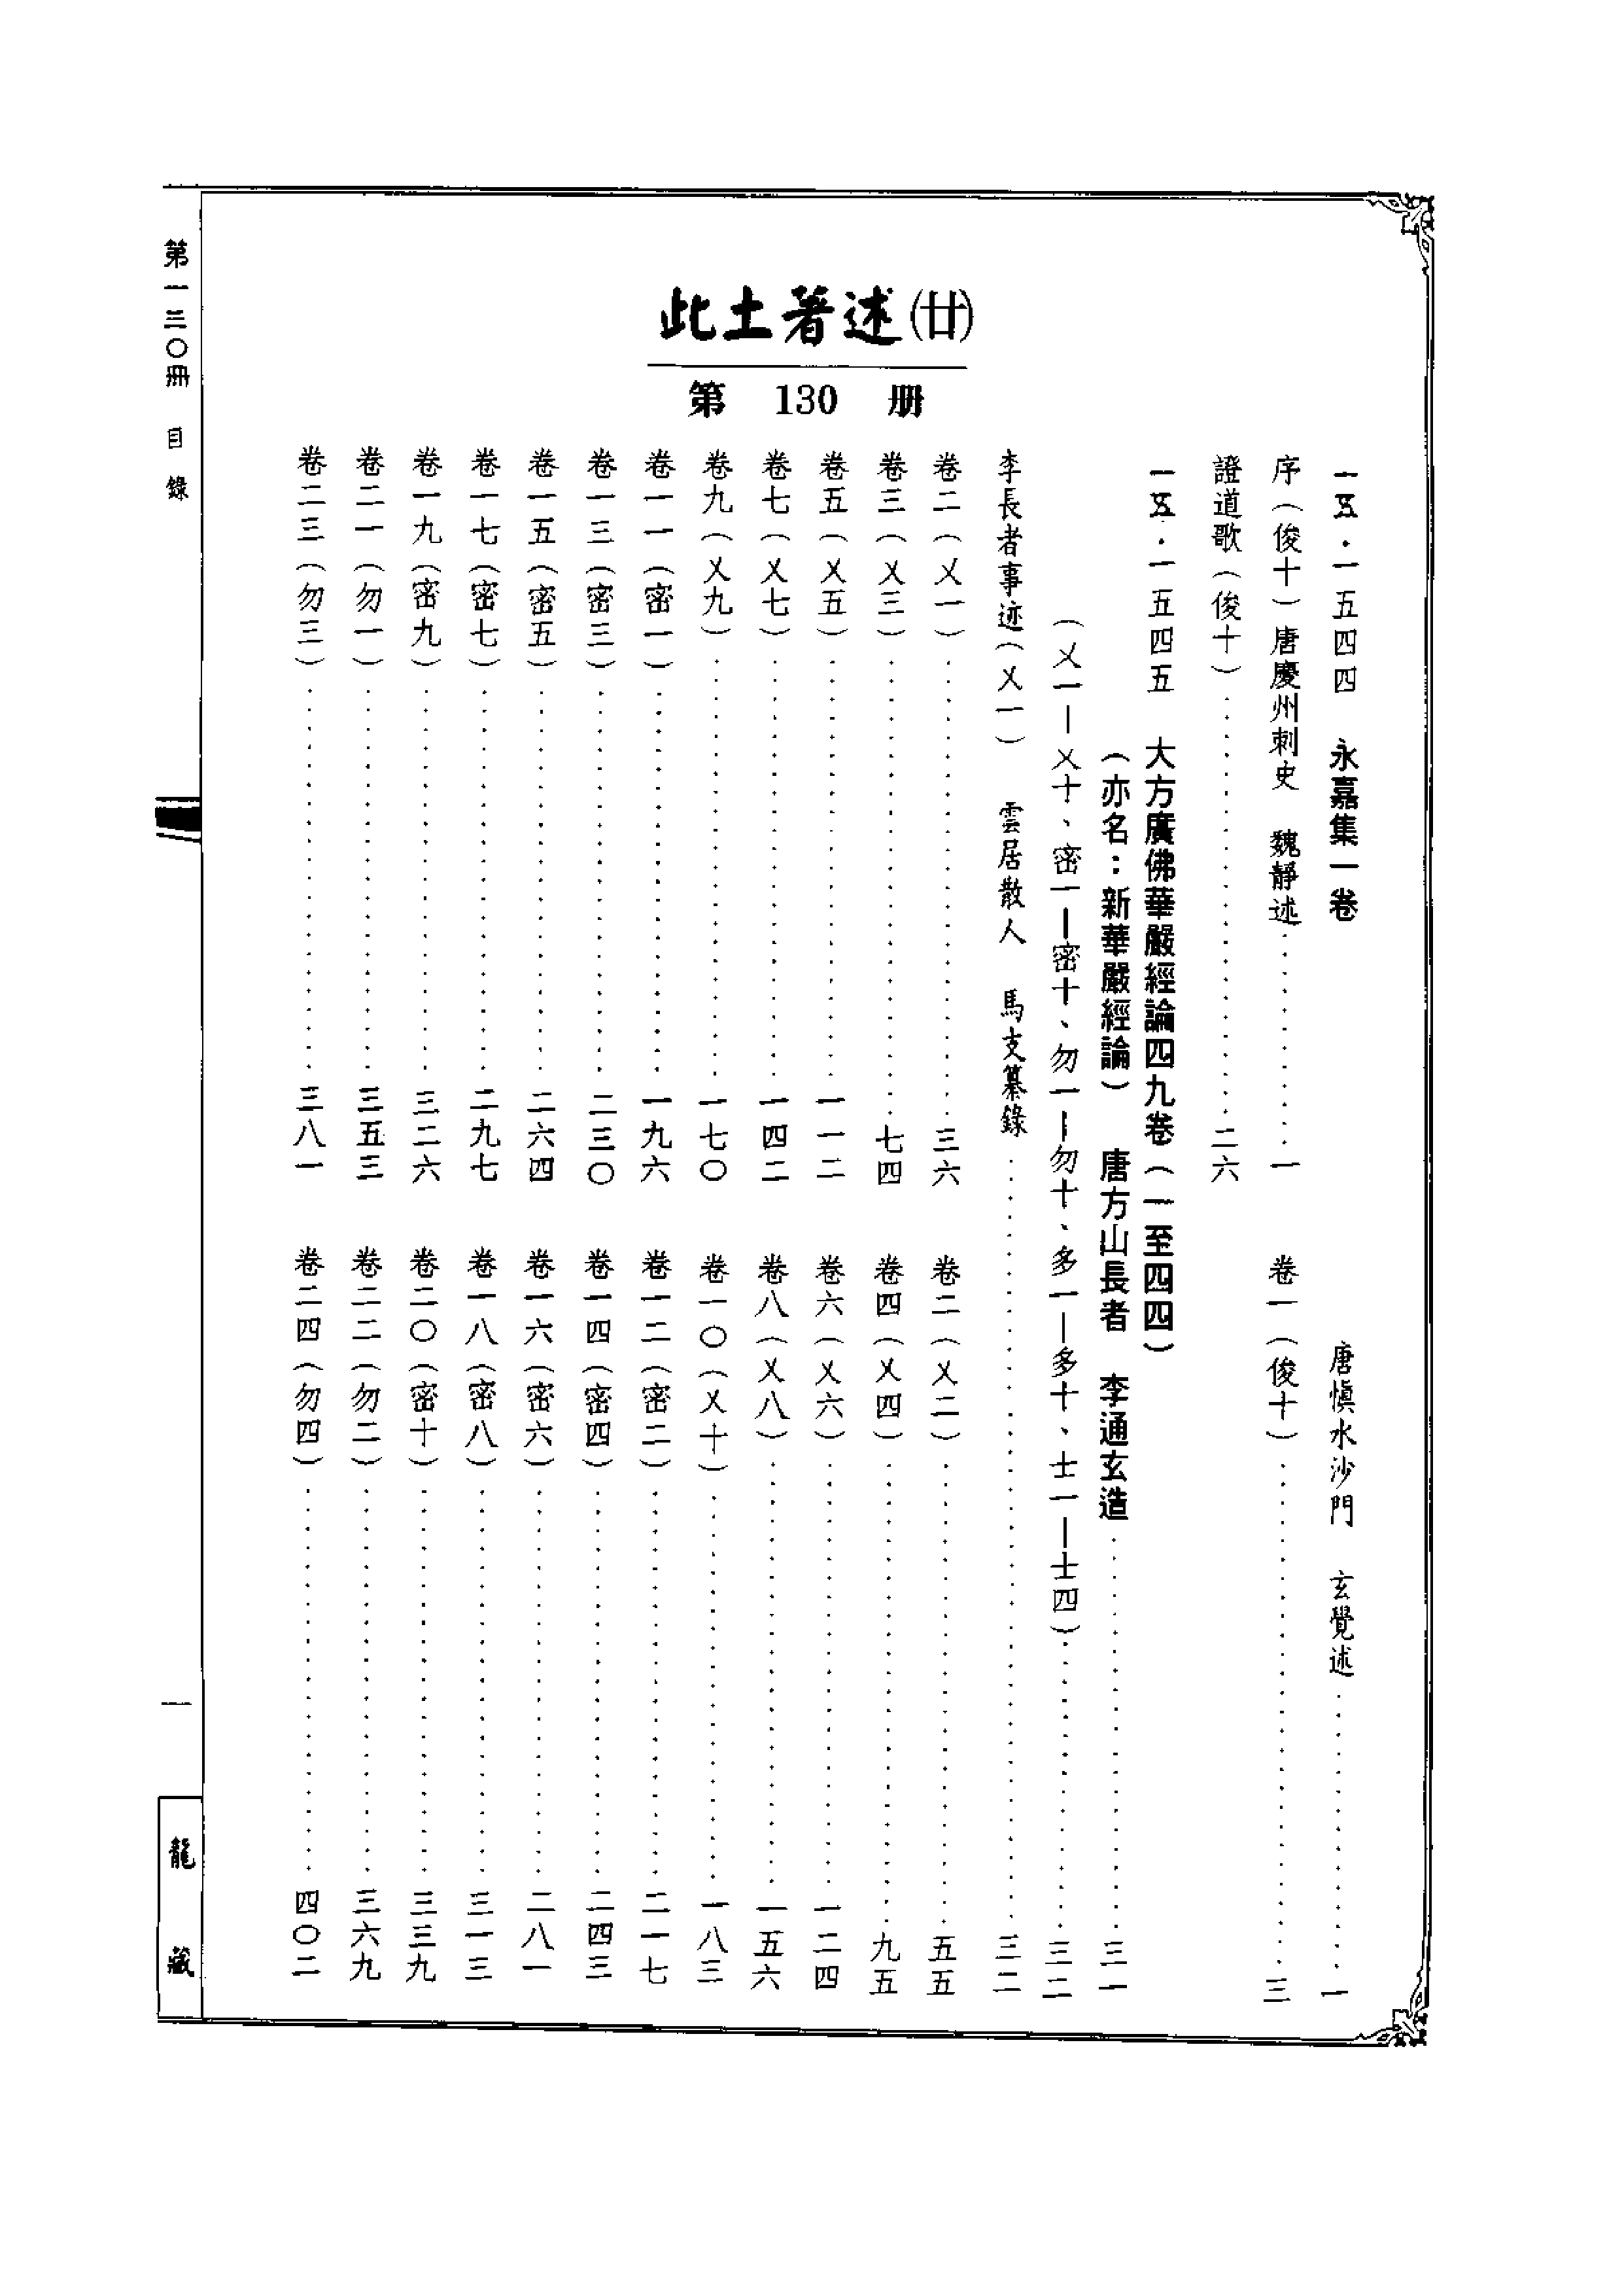 此土著述(廿)
第 130 册
一五·一五四四 永嘉集一卷 唐慎水沙門 玄覺述……一
序（俊十）唐慶州刺史 魏靜述……一 卷一（俊十）……三
證道歌（俊十）……二六
一五·一五四五 大方廣佛華嚴經論四九卷（一至四四）
（亦名：新華嚴經論） 唐方山長者 李通玄造……三一
（乂一—乂十、密一—密十、勿一—勿十、多一—多十、士一—士四）……三二
李長者事迹（乂一） 雲居散人 馬支纂錄……三二
卷二（乂一）……三六 卷二（乂二）……五五
卷三（乂三）……七四 卷四（乂四）……九五
卷五（乂五）……一一二 卷六（乂六）……一二四
卷七（乂七）……一四二 卷八（乂八）……一五六
卷九（乂九）……一七〇 卷一〇（乂十）……一八三
卷一一（密一）……一九六 卷一二（密二）……二一七
卷一三（密三）……二三〇 卷一四（密四）……二四三
卷一五（密五）……二六四 卷一六（密六）……二八一
卷一七（密七）……二九七 卷一八（密八）……三一三
卷一九（密九）……三二六 卷二〇（密十）……三三九
卷二一（勿一）……三五三 卷二二（勿二）……三六九
卷二三（勿三）……三八一 卷二四（勿四）……四〇二
第一三〇冊 目錄
一
龍藏